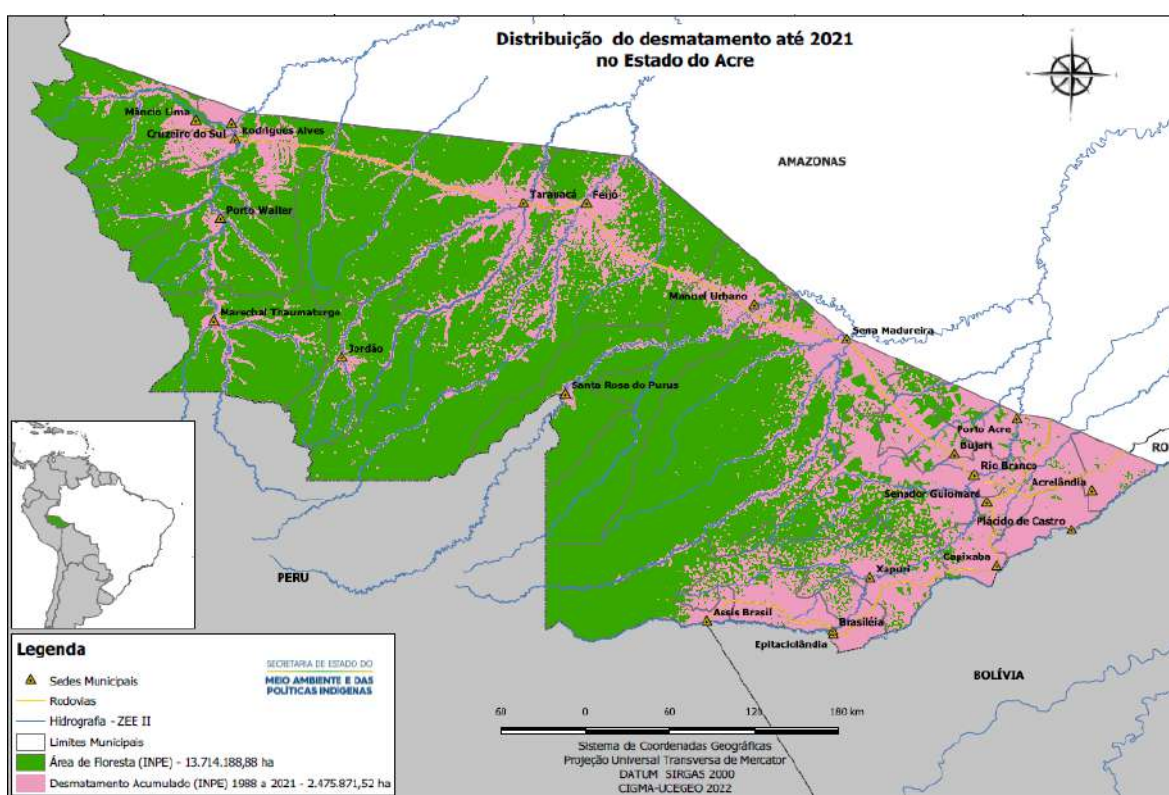 Distribuição do desmatamento até 2021
no Estado do Acre
AMAZONAS
Mâncio Lima
Rodrigues Alves
Cruzeiro do Sul
Tarauacá
Feijó
Porto Walter
Manuel Urbano
Marechal Thaumaturgo
Sena Madureira
Jordão
Santa Rosa do Purus
Porto Acre
RO
Bujari
Rio Branco
Acrelândia
Senador Guiomard
Plácido de Castro
Capixaba
PERU
Xapuri
Assis Brasil
Brasiléia
Epitaciolândia
BOLÍVIA
Legenda
SECRETARIA DE ESTADO DO
MEIO AMBIENTE E DAS
POLÍTICAS INDÍGENAS
Sedes Municipais
Rodovias
Hidrografia - ZEE II
Limites Municipais
Área de Floresta (INPE) - 13.714.188,88 ha
Desmatamento Acumulado (INPE) 1988 a 2021 - 2.475.871,52 ha
60 0 60 120 180 km
Sistema de Coordenadas Geográficas
Projeção Universal Transversa de Mercator
DATUM SIRGAS 2000
CIGMA-UCEGEO 2022